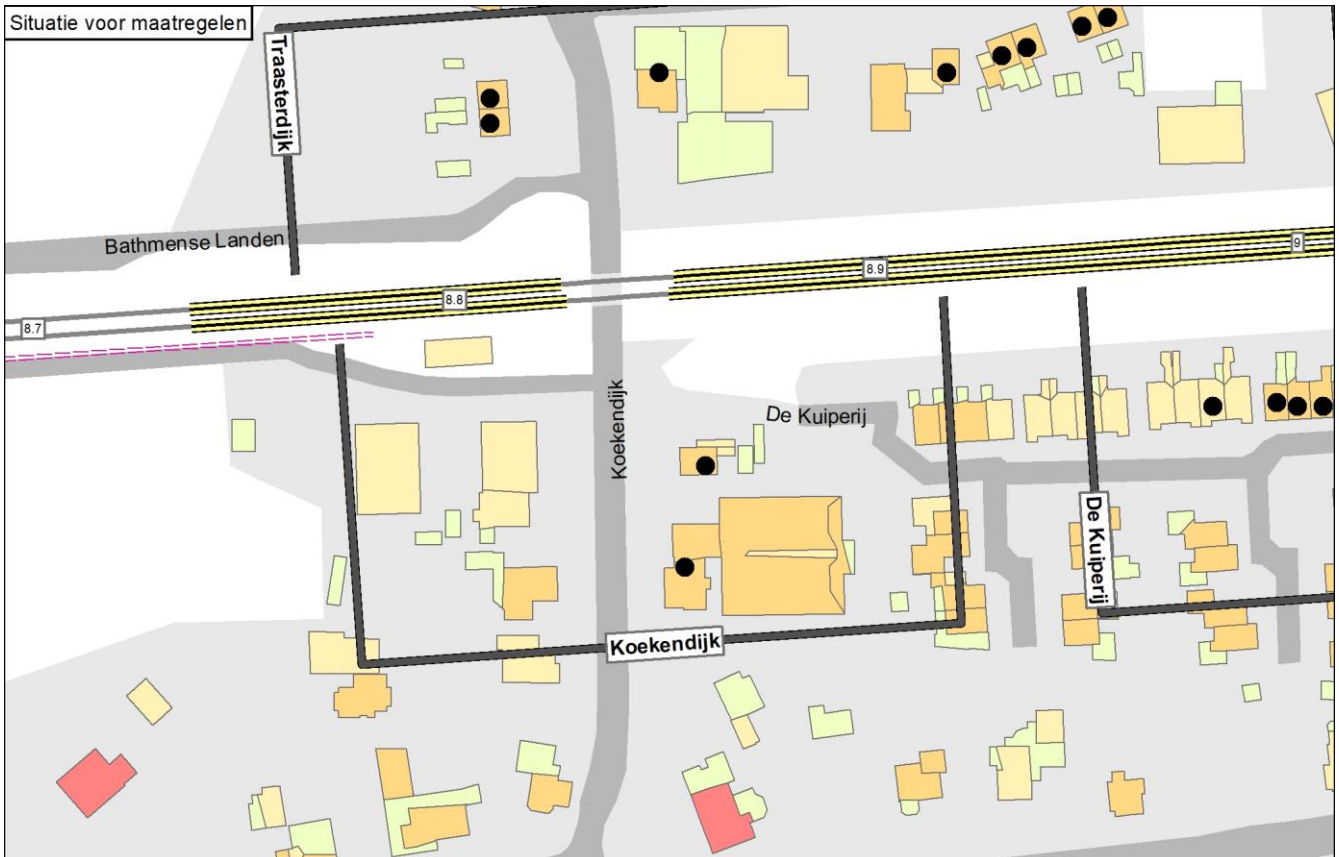 Situatie voor maatregelen
Traasterdijk
Bathmense Landen
8.7
8.8
8.9
9
Koekendijk
De Kuiperij
De Kuiperij
Koekendijk